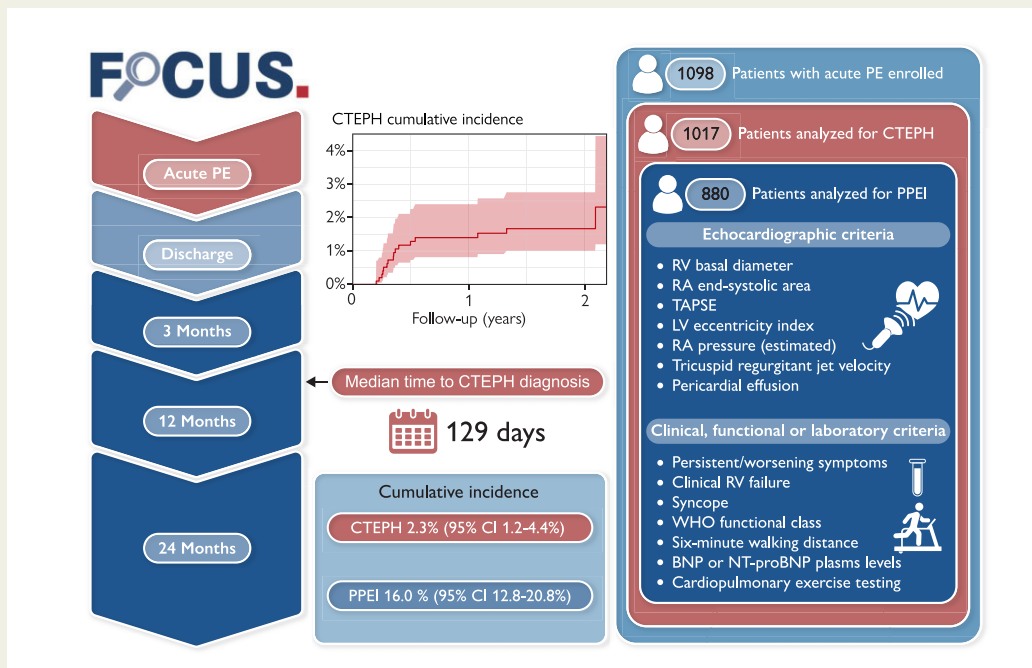 FOCUS.
Acute PE
Discharge
3 Months
12 Months
24 Months
CTEPH cumulative incidence
4%
3%
2%
1%
0%
0
1
2
Follow-up (years)
Median time to CTEPH diagnosis
129 days
Cumulative incidence
CTEPH 2.3% (95% CI 1.2-4.4%)
PPEI 16.0 % (95% CI 12.8-20.8%)
1098 Patients with acute PE enrolled
1017 Patients analyzed for CTEPH
880 Patients analyzed for PPEI
Echocardiographic criteria
• RV basal diameter
• RA end-systolic area
• TAPSE
• LV eccentricity index
• RA pressure (estimated)
• Tricuspid regurgitant jet velocity
• Pericardial effusion
Clinical, functional or laboratory criteria
• Persistent/worsening symptoms
• Clinical RV failure
• Syncope
• WHO functional class
• Six-minute walking distance
• BNP or NT-proBNP plasms levels
• Cardiopulmonary exercise testing